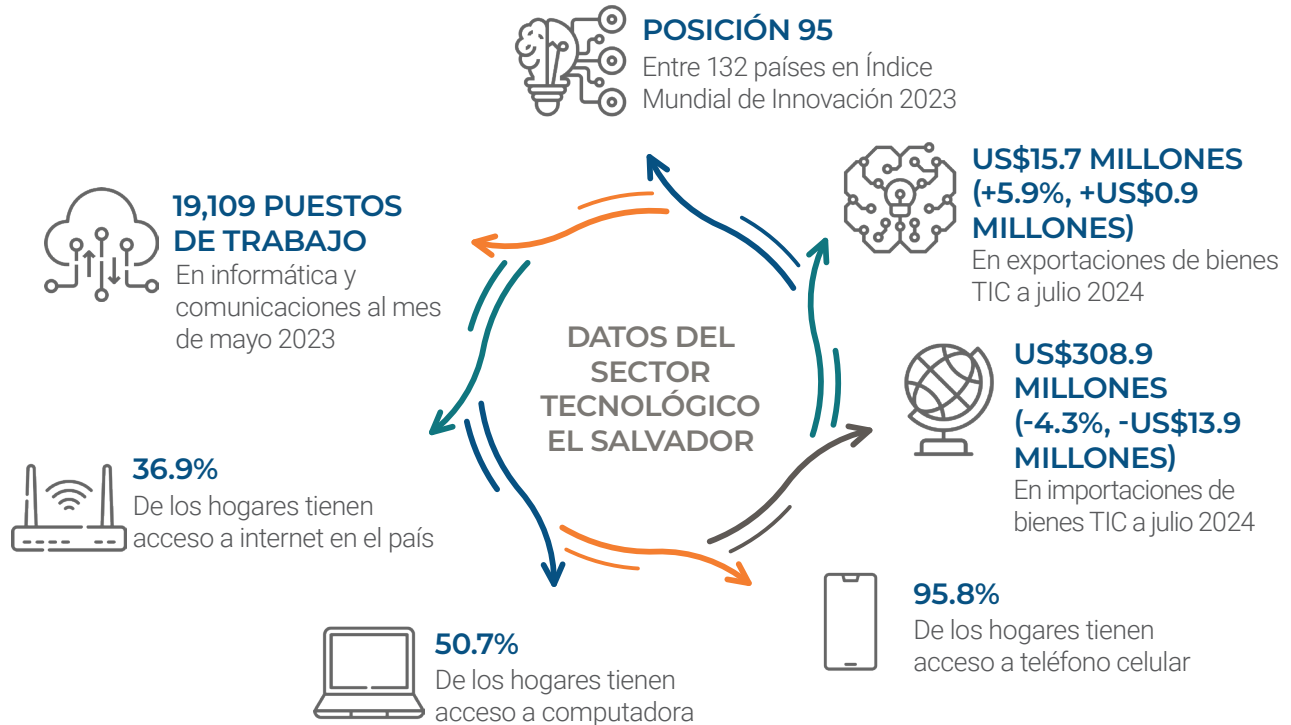 POSICIÓN 95
Entre 132 países en Índice
Mundial de Innovación 2023
US$15.7 MILLONES
(+5.9%, +US$0.9
MILLONES)
En exportaciones de bienes
TIC a julio 2024
19,109 PUESTOS
DE TRABAJO
En informática y
comunicaciones al mes
de mayo 2023
DATOS DEL
SECTOR
TECNOLÓGICO
EL SALVADOR
US$308.9
MILLONES
(-4.3%, -US$13.9
MILLONES)
En importaciones de
bienes TIC a julio 2024
36.9%
De los hogares tienen
acceso a internet en el país
95.8%
De los hogares tienen
acceso a teléfono celular
50.7%
De los hogares tienen
acceso a computadora